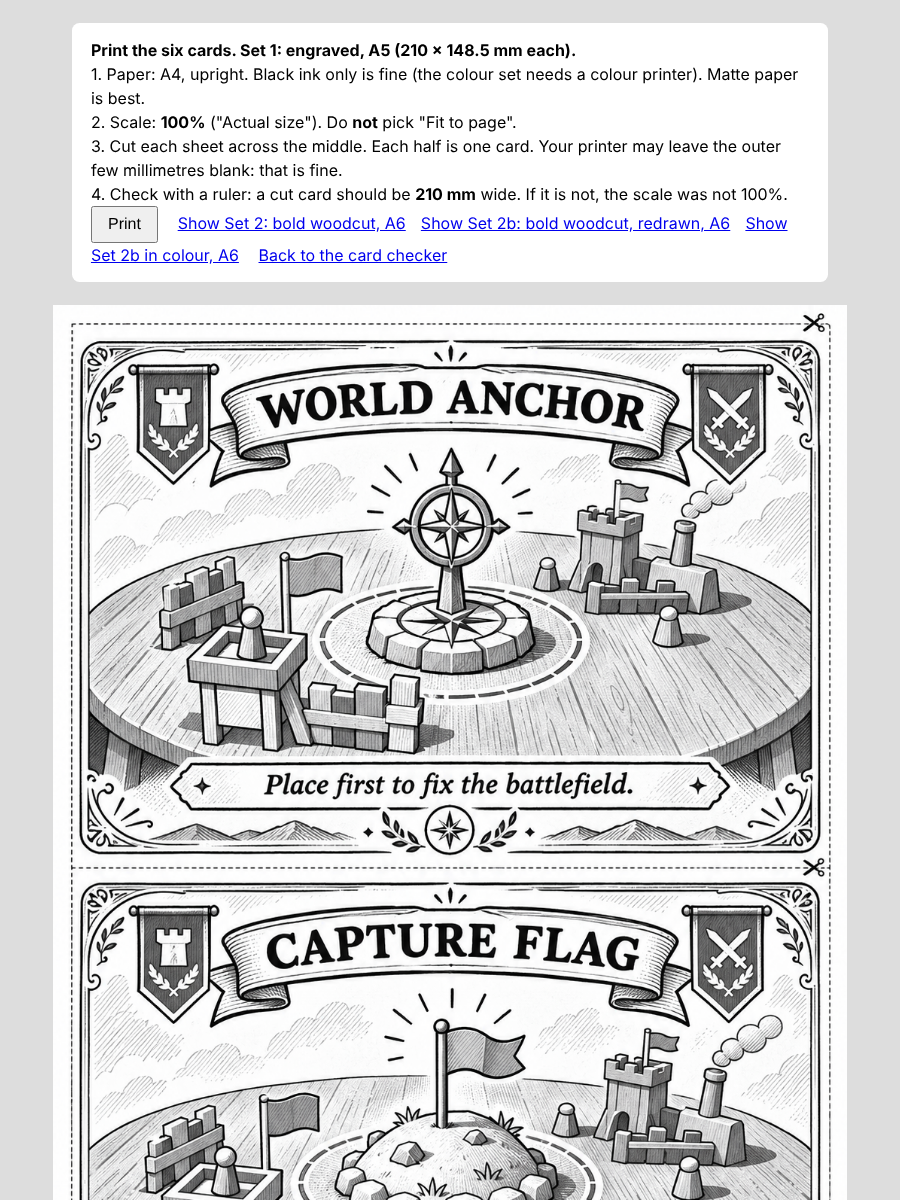 Print the six cards. Set 1: engraved, A5 (210 × 148.5 mm each).
1. Paper: A4, upright. Black ink only is fine (the colour set needs a colour printer). Matte paper
is best.
2. Scale: 100% ("Actual size"). Do not pick "Fit to page".
3. Cut each sheet across the middle. Each half is one card. Your printer may leave the outer
few millimetres blank: that is fine.
4. Check with a ruler: a cut card should be 210 mm wide. If it is not, the scale was not 100%.
Print Show Set 2: bold woodcut, A6 Show Set 2b: bold woodcut, redrawn, A6 Show
Set 2b in colour, A6 Back to the card checker
WORLD ANCHOR
Place first to fix the battlefield.
CAPTURE FLAG